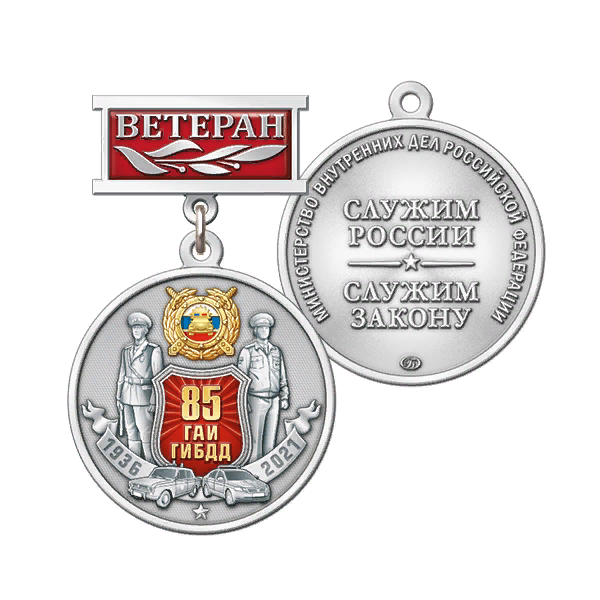 ВЕТЕРАН
85
ГАИ
ГИБДД
1936
2021
МИНИСТЕРСТВО ВНУТРЕННИХ ДЕЛ РОССИЙСКОЙ ФЕДЕРАЦИИ
СЛУЖИМ
РОССИИ
СЛУЖИМ
ЗАКОНУ